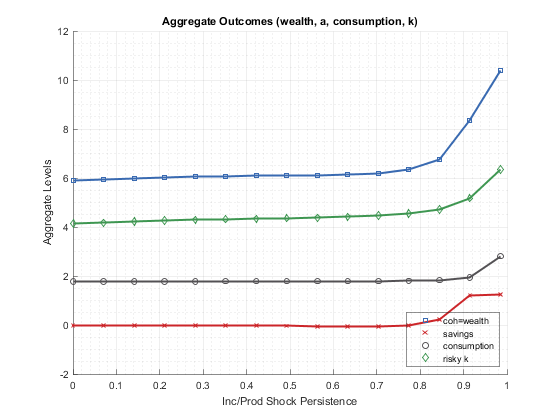 Aggregate Outcomes (wealth, a, consumption, k)
12
10
8
6
4
2
0
-2
Aggregate Levels
coh=wealth
savings
consumption
risky k
0 0.1 0.2 0.3 0.4 0.5 0.6 0.7 0.8 0.9 1
Inc/Prod Shock Persistence